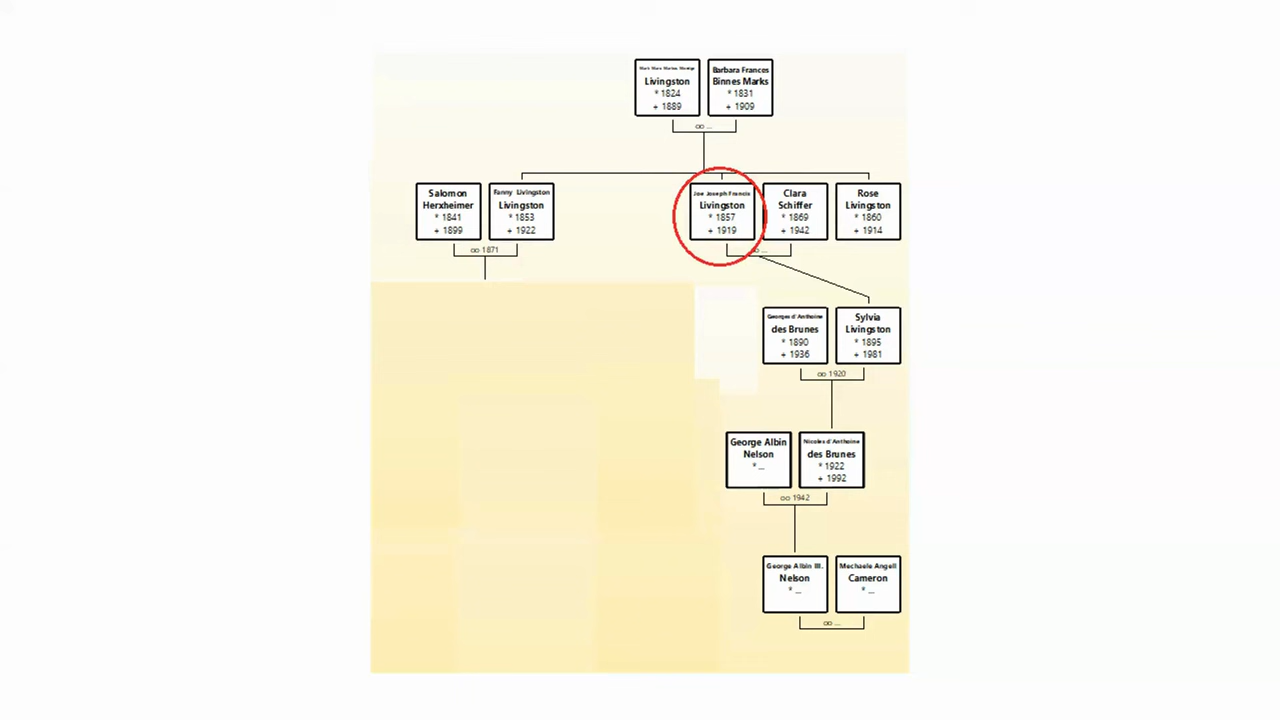 Livingston
* 1824
+ 1889
Barbara Frances
Binnes Marks
* 1831
+ 1909
oo ...
Salomon
Herxheimer
* 1841
+ 1899
Fanny Livingston
Livingston
* 1853
+ 1922
oo 1871
Joe Joseph Francis
Livingston
* 1857
+ 1919
Clara
Schiffer
* 1869
+ 1942
Rose
Livingston
* 1860
+ 1914
...
Georges d'Anthoine
des Brunes
* 1890
+ 1936
Sylvia
Livingston
* 1895
+ 1981
oo 1920
George Albin
Nelson
* ...
Nicoles d'Anthoine
des Brunes
* 1922
+ 1992
oo 1942
George Albin III.
Nelson
* ...
Mechaele Angell
Cameron
* ...
oo ...